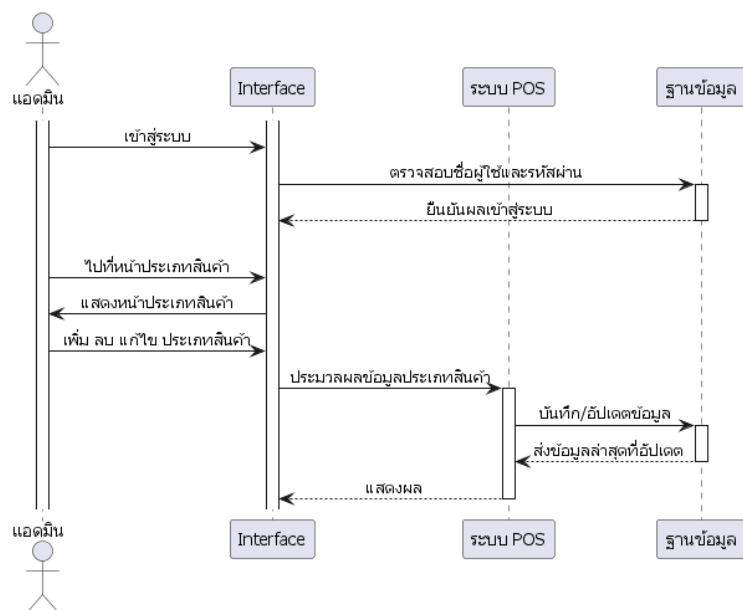 แอดมิน
Interface
ระบบ POS
ฐานข้อมูล
เข้าสู่ระบบ
ตรวจสอบชื่อผู้ใช้และรหัสผ่าน
ยืนยันผลเข้าสู่ระบบ
ไปที่หน้าประเภทสินค้า
แสดงหน้าประเภทสินค้า
เพิ่ม ลบ แก้ไข ประเภทสินค้า
ประมวลผลข้อมูลประเภทสินค้า
บันทึก/อัปเดตข้อมูล
ส่งข้อมูลล่าสุดที่อัปเดต
แสดงผล
แอดมิน
Interface
ระบบ POS
ฐานข้อมูล